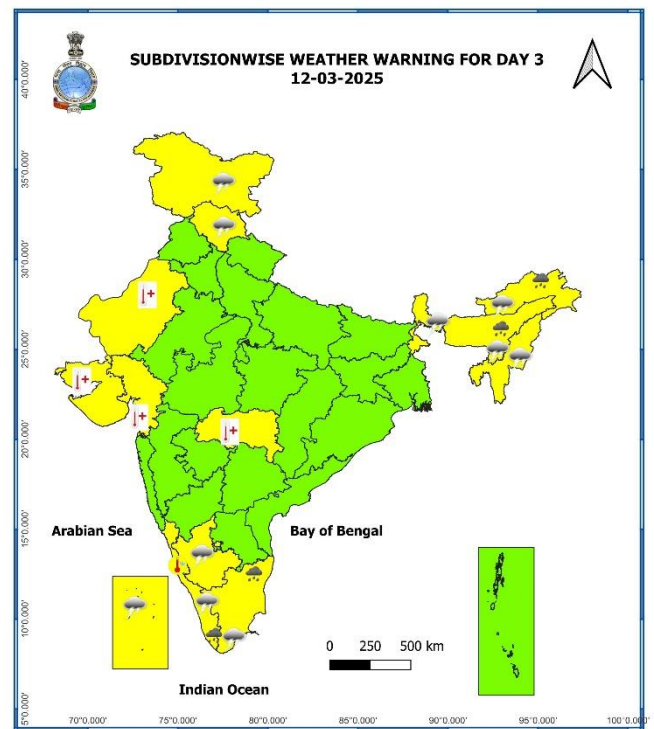 SUBDIVISIONWISE WEATHER WARNING FOR DAY 3
12-03-2025
40°0.000'
35°0.000'
30°0.000'
25°0.000'
20°0.000'
15°0.000'
10°0.000'
5°0.000'
Arabian Sea
Bay of Bengal
0 250 500 km
Indian Ocean
70°0.000' 75°0.000' 80°0.000' 85°0.000' 90°0.000' 95°0.000' 100°0.000'